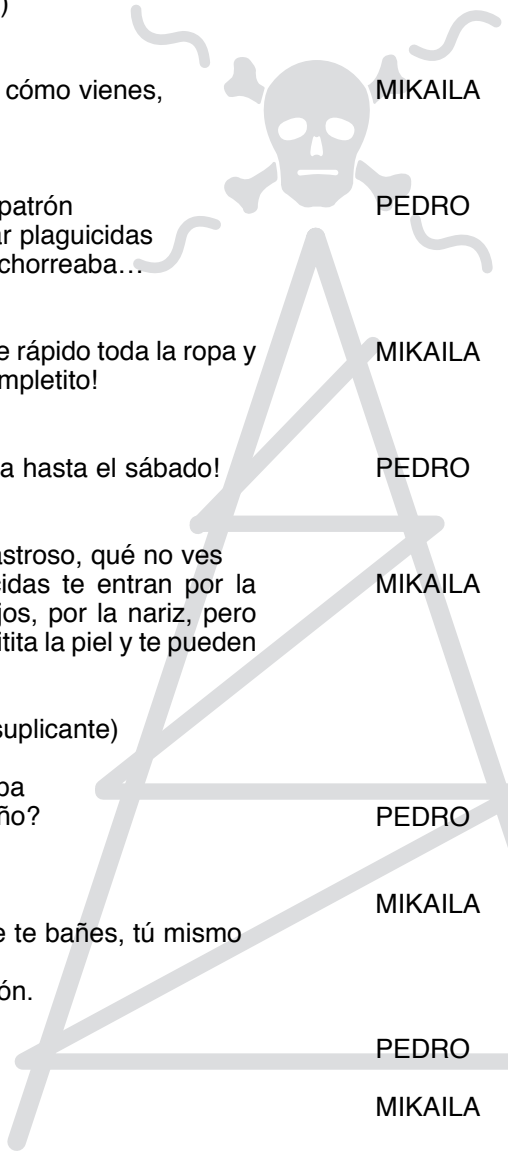 )
cómo vienes,
MIKAILA
patrón
PEDRO
ar plaguicidas
chorreaba…
e rápido toda la ropa y
MIKAILA
mpletito!
a hasta el sábado!
PEDRO
astroso, qué no ves
cidas te entran por la
MIKAILA
jos, por la nariz, pero
itita la piel y te pueden
suplicante)
pa
ño?
PEDRO
MIKAILA
e te bañes, tú mismo
ón.
PEDRO
MIKAILA